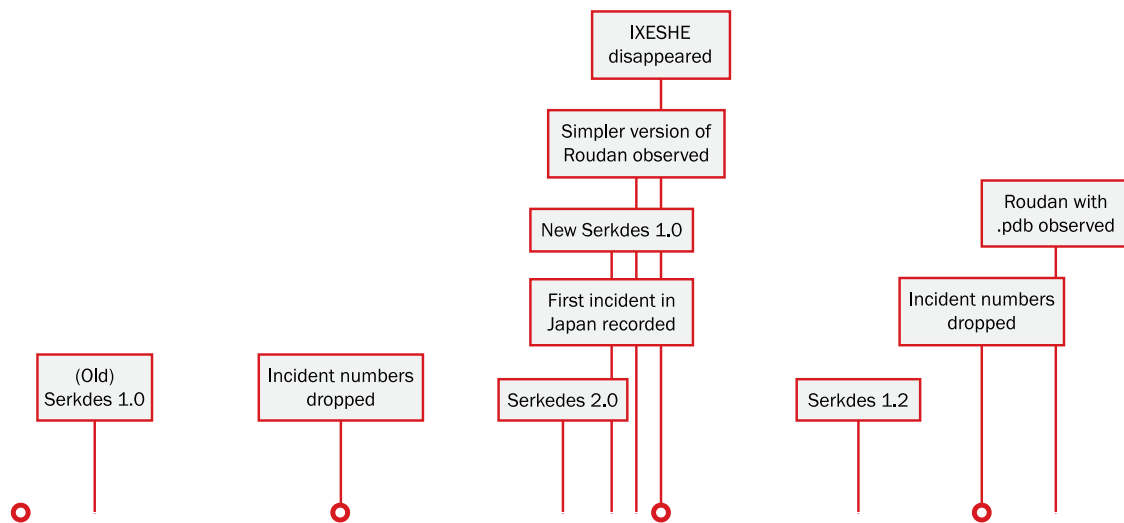 IXESHE
disappeared
Simpler version of
Roudan observed
Roudan with
.pdb observed
New Serkdes 1.0
First incident in
Japan recorded
Incident numbers
dropped
(Old)
Serkdes 1.0
Incident numbers
dropped
Serkedes 2.0
Serkdes 1.2